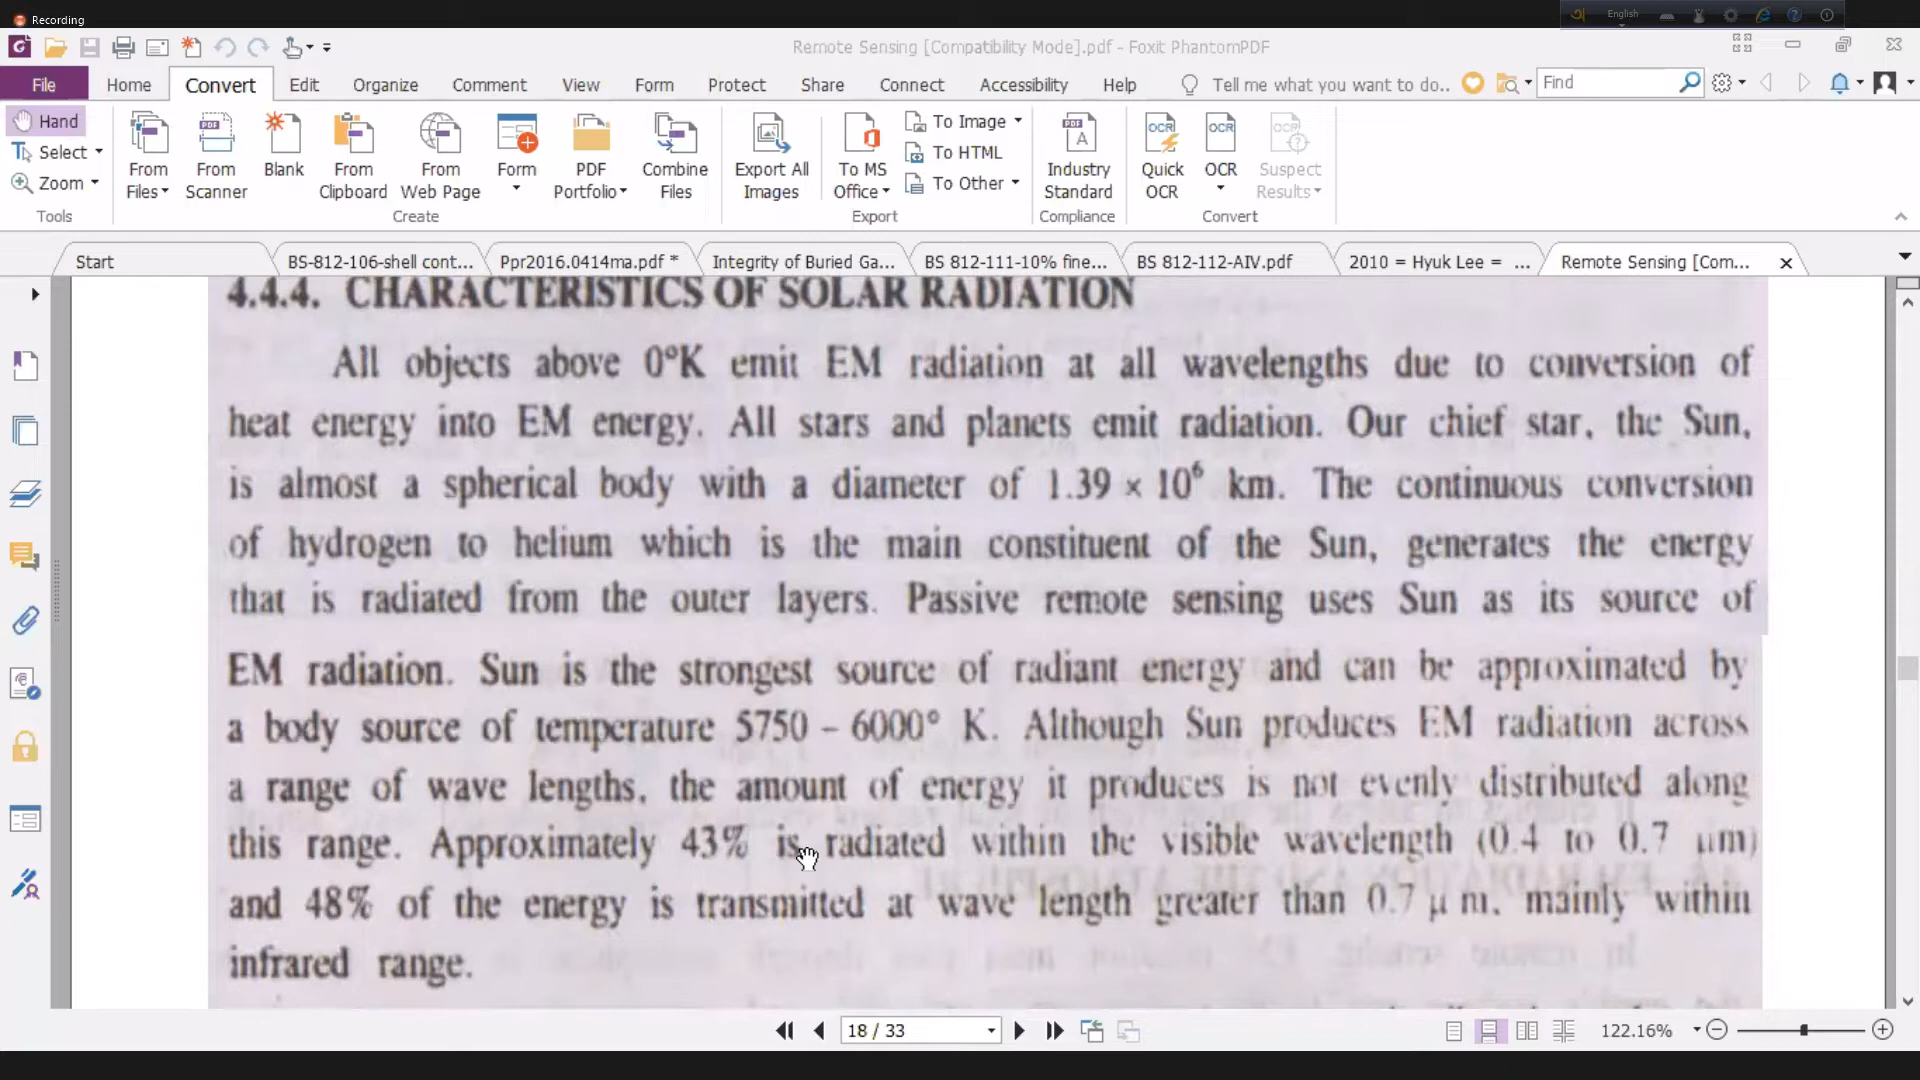 Recording
English
Remote Sensing [Compatibility Mode].pdf - Foxit PhantomPDF
File Home Convert Edit Organize Comment View Form Protect Share Connect Accessibility Help Tell me what you want to do.. Find
Hand
Select
Zoom
Tools
From Files
From Scanner
Blank
From Clipboard
From Web Page
Form
PDF Portfolio
Combine Files
Create
Export All Images
To MS Office
To Image
To HTML
To Other
Export
Industry Standard
Compliance
Quick OCR
OCR
Suspect Results
Convert
Start
BS-812-106-shell cont...
Ppr2016.0414ma.pdf *
Integrity of Buried Ga...
BS 812-111-10% fine...
BS 812-112-AIV.pdf
2010 = Hyuk Lee = ...
Remote Sensing [Com...
4.4.4. CHARACTERISTICS OF SOLAR RADIATION
All objects above 0°K emit EM radiation at all wavelengths due to conversion of
heat energy into EM energy. All stars and planets emit radiation. Our chief star, the Sun,
is almost a spherical body with a diameter of 1.39 × 10⁶ km. The continuous conversion
of hydrogen to helium which is the main constituent of the Sun, generates the energy
that is radiated from the outer layers. Passive remote sensing uses Sun as its source of
EM radiation. Sun is the strongest source of radiant energy and can be approximated by
a body source of temperature 5750 – 6000° K. Although Sun produces EM radiation across
a range of wave lengths, the amount of energy it produces is not evenly distributed along
this range. Approximately 43% is radiated within the visible wavelength (0.4 to 0.7 µm)
and 48% of the energy is transmitted at wave length greater than 0.7 µ m, mainly within
infrared range.
18 / 33
122.16%